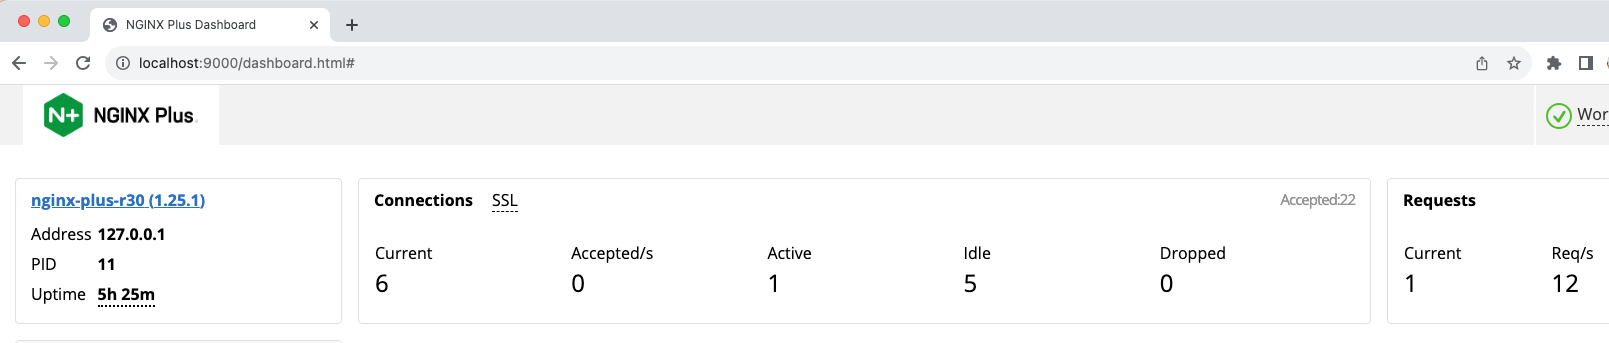 NGINX Plus Dashboard
localhost:9000/dashboard.html#
N+ NGINX Plus
nginx-plus-r30 (1.25.1)
Address 127.0.0.1
PID 11
Uptime 5h 25m
Connections SSL Accepted:22
Current Accepted/s Active Idle Dropped
6 0 1 5 0
Requests
Current Req/s
1 12